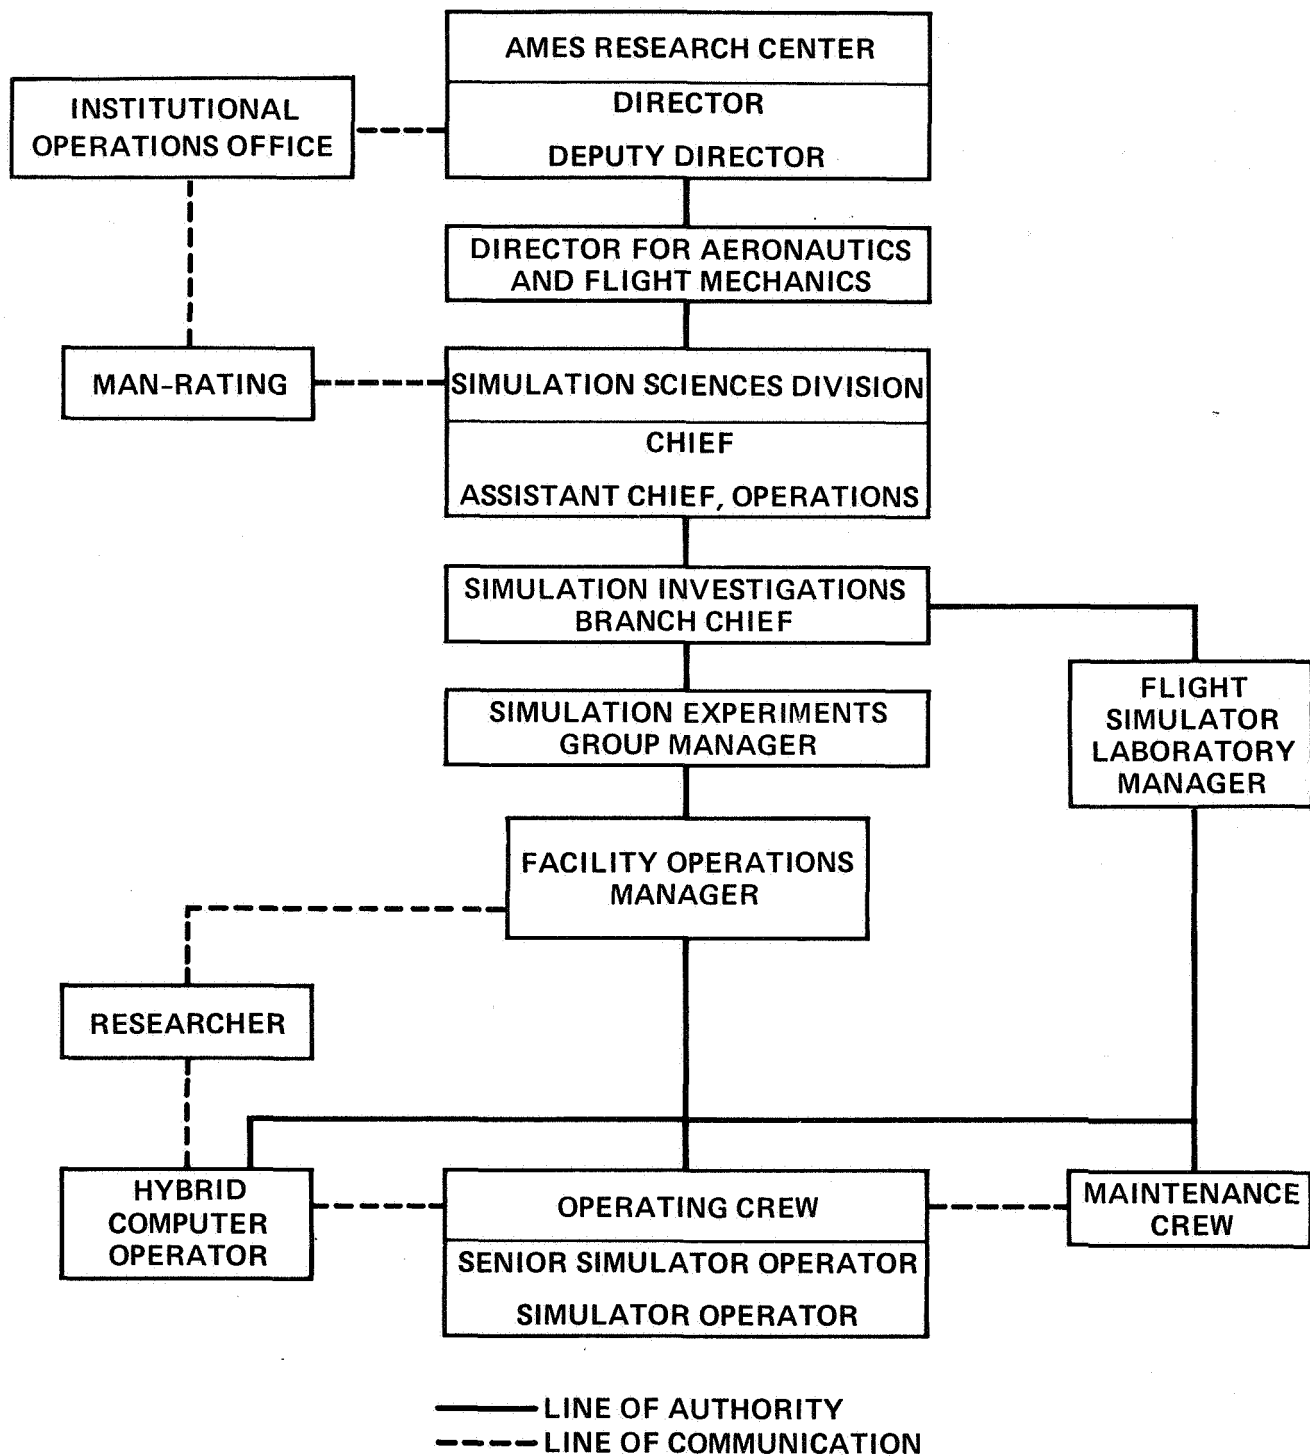 AMES RESEARCH CENTER
DIRECTOR
DEPUTY DIRECTOR
INSTITUTIONAL
OPERATIONS OFFICE
DIRECTOR FOR AERONAUTICS
AND FLIGHT MECHANICS
MAN-RATING
SIMULATION SCIENCES DIVISION
CHIEF
ASSISTANT CHIEF, OPERATIONS
SIMULATION INVESTIGATIONS
BRANCH CHIEF
SIMULATION EXPERIMENTS
GROUP MANAGER
FLIGHT
SIMULATOR
LABORATORY
MANAGER
FACILITY OPERATIONS
MANAGER
RESEARCHER
HYBRID
COMPUTER
OPERATOR
OPERATING CREW
SENIOR SIMULATOR OPERATOR
SIMULATOR OPERATOR
MAINTENANCE
CREW
LINE OF AUTHORITY
LINE OF COMMUNICATION